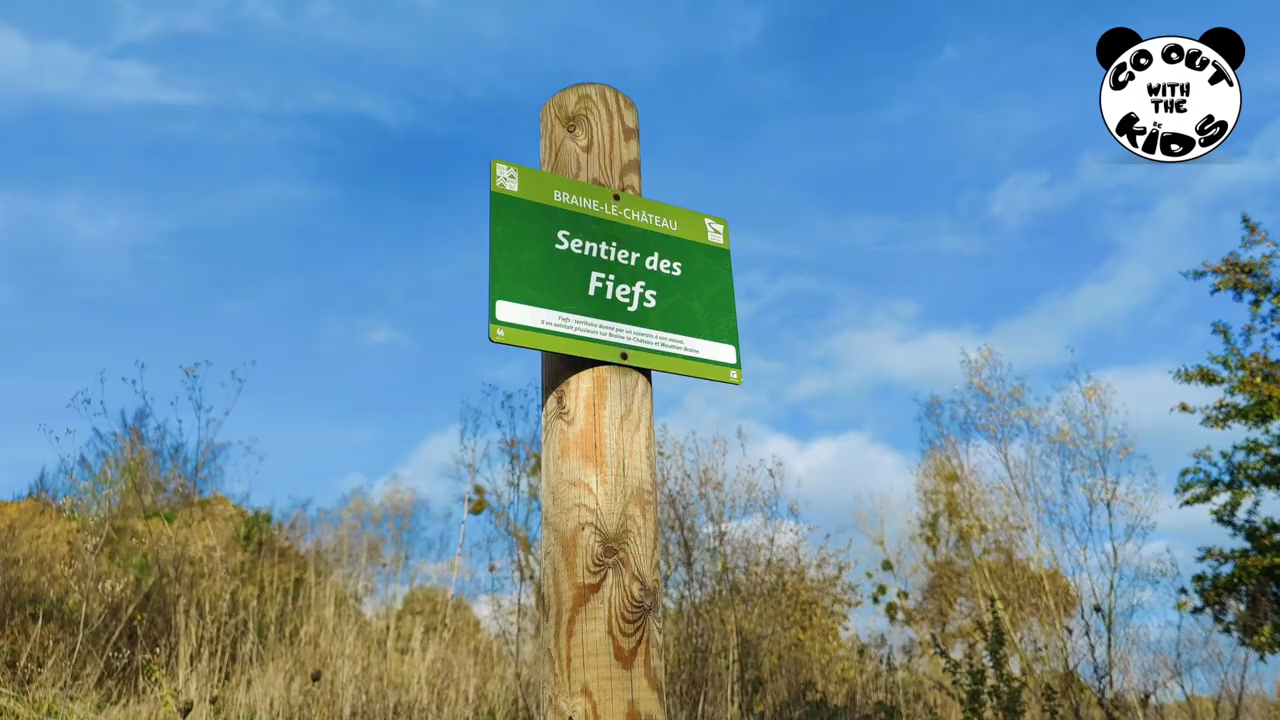 GO OUT
WITH
THE
KIDS
BRAINE-LE-CHÂTEAU
Sentier des
Fiefs
Fiefs : territoire donné par un suzerain à son vassal.
Il en existait plusieurs sur Braine-le-Château et Wauthier-Braine.
44